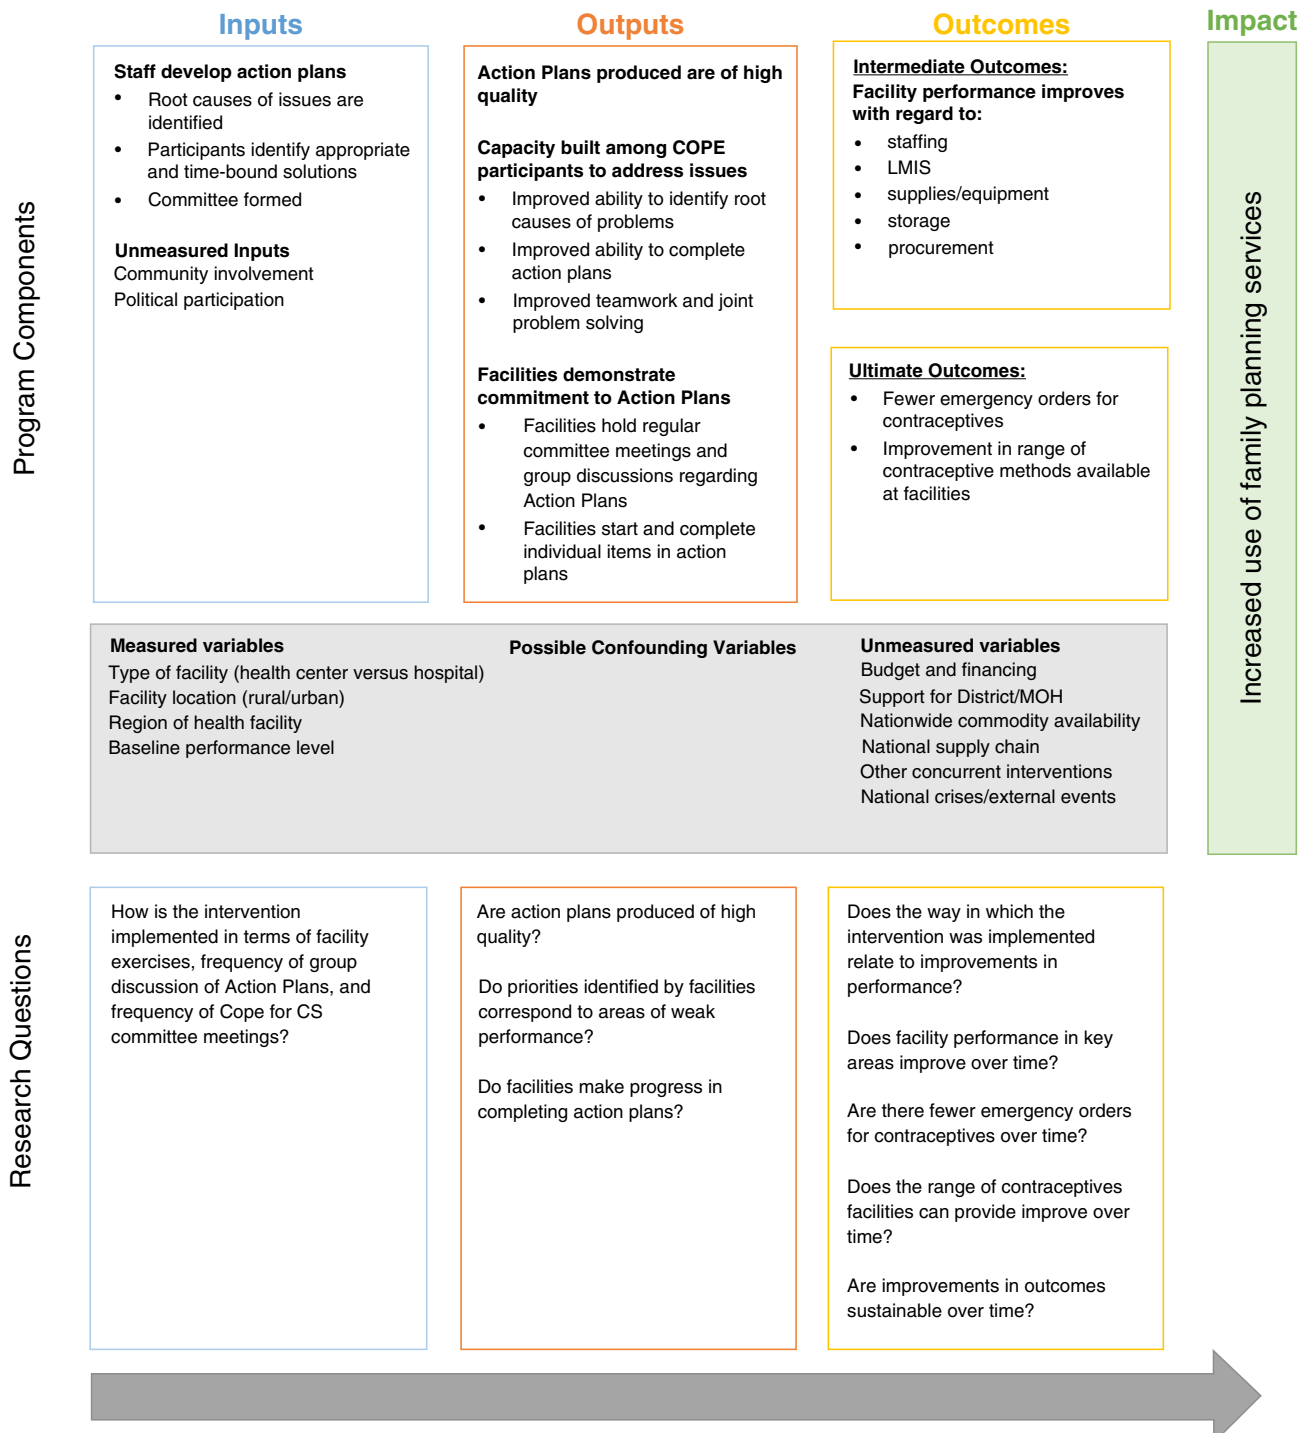 Inputs
Outputs
Outcomes
Impact
Program Components
Staff develop action plans
• Root causes of issues are
identified
• Participants identify appropriate
and time-bound solutions
• Committee formed
Unmeasured Inputs
Community involvement
Political participation
Action Plans produced are of high
quality
Capacity built among COPE
participants to address issues
• Improved ability to identify root
causes of problems
• Improved ability to complete
action plans
• Improved teamwork and joint
problem solving
Facilities demonstrate
commitment to Action Plans
• Facilities hold regular
committee meetings and
group discussions regarding
Action Plans
• Facilities start and complete
individual items in action
plans
Intermediate Outcomes:
Facility performance improves
with regard to:
• staffing
• LMIS
• supplies/equipment
• storage
• procurement
Ultimate Outcomes:
• Fewer emergency orders for
contraceptives
• Improvement in range of
contraceptive methods available
at facilities
Increased use of family planning services
Measured variables
Type of facility (health center versus hospital)
Facility location (rural/urban)
Region of health facility
Baseline performance level
Possible Confounding Variables
Unmeasured variables
Budget and financing
Support for District/MOH
Nationwide commodity availability
National supply chain
Other concurrent interventions
National crises/external events
Research Questions
How is the intervention
implemented in terms of facility
exercises, frequency of group
discussion of Action Plans, and
frequency of Cope for CS
committee meetings?
Are action plans produced of high
quality?
Do priorities identified by facilities
correspond to areas of weak
performance?
Do facilities make progress in
completing action plans?
Does the way in which the
intervention was implemented
relate to improvements in
performance?
Does facility performance in key
areas improve over time?
Are there fewer emergency orders
for contraceptives over time?
Does the range of contraceptives
facilities can provide improve over
time?
Are improvements in outcomes
sustainable over time?